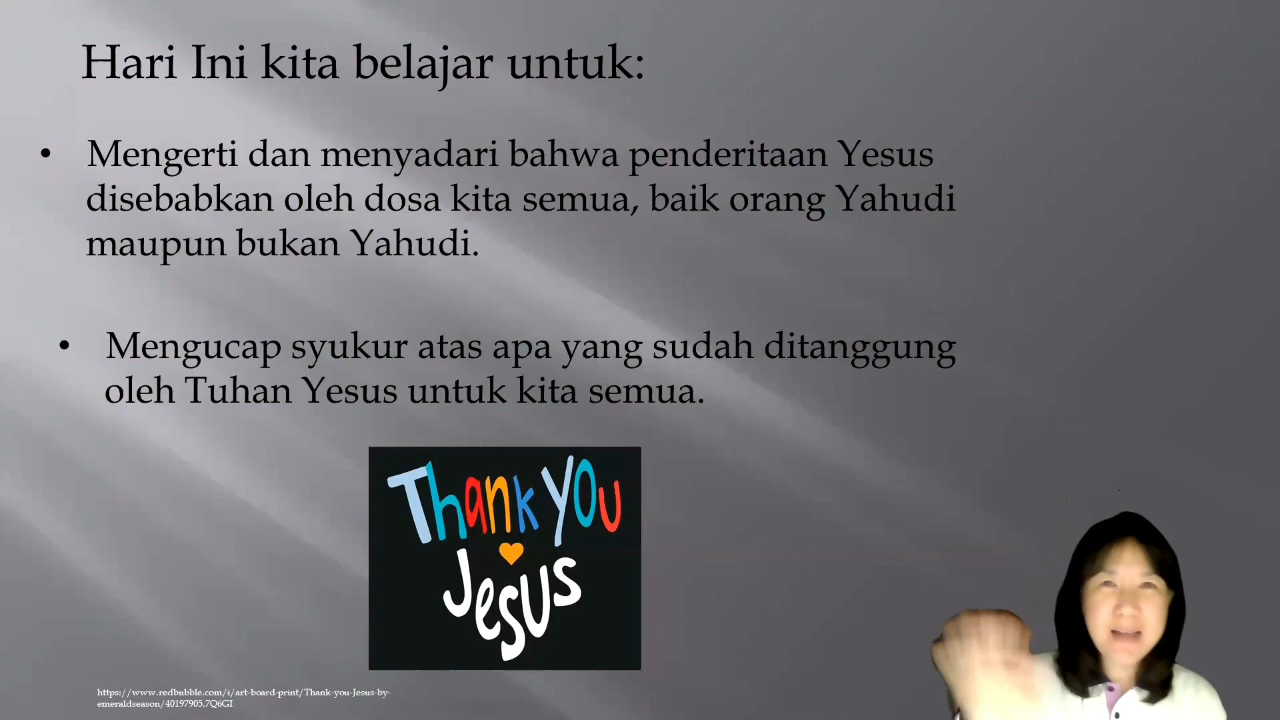 Hari Ini kita belajar untuk:
• Mengerti dan menyadari bahwa penderitaan Yesus
disebabkan oleh dosa kita semua, baik orang Yahudi
maupun bukan Yahudi.
• Mengucap syukur atas apa yang sudah ditanggung
oleh Tuhan Yesus untuk kita semua.
Thank you
Jesus
https://www.redbubble.com/i/art-board-print/Thank-you-Jesus-by-
emeraldseason/40197905.7Q6GI